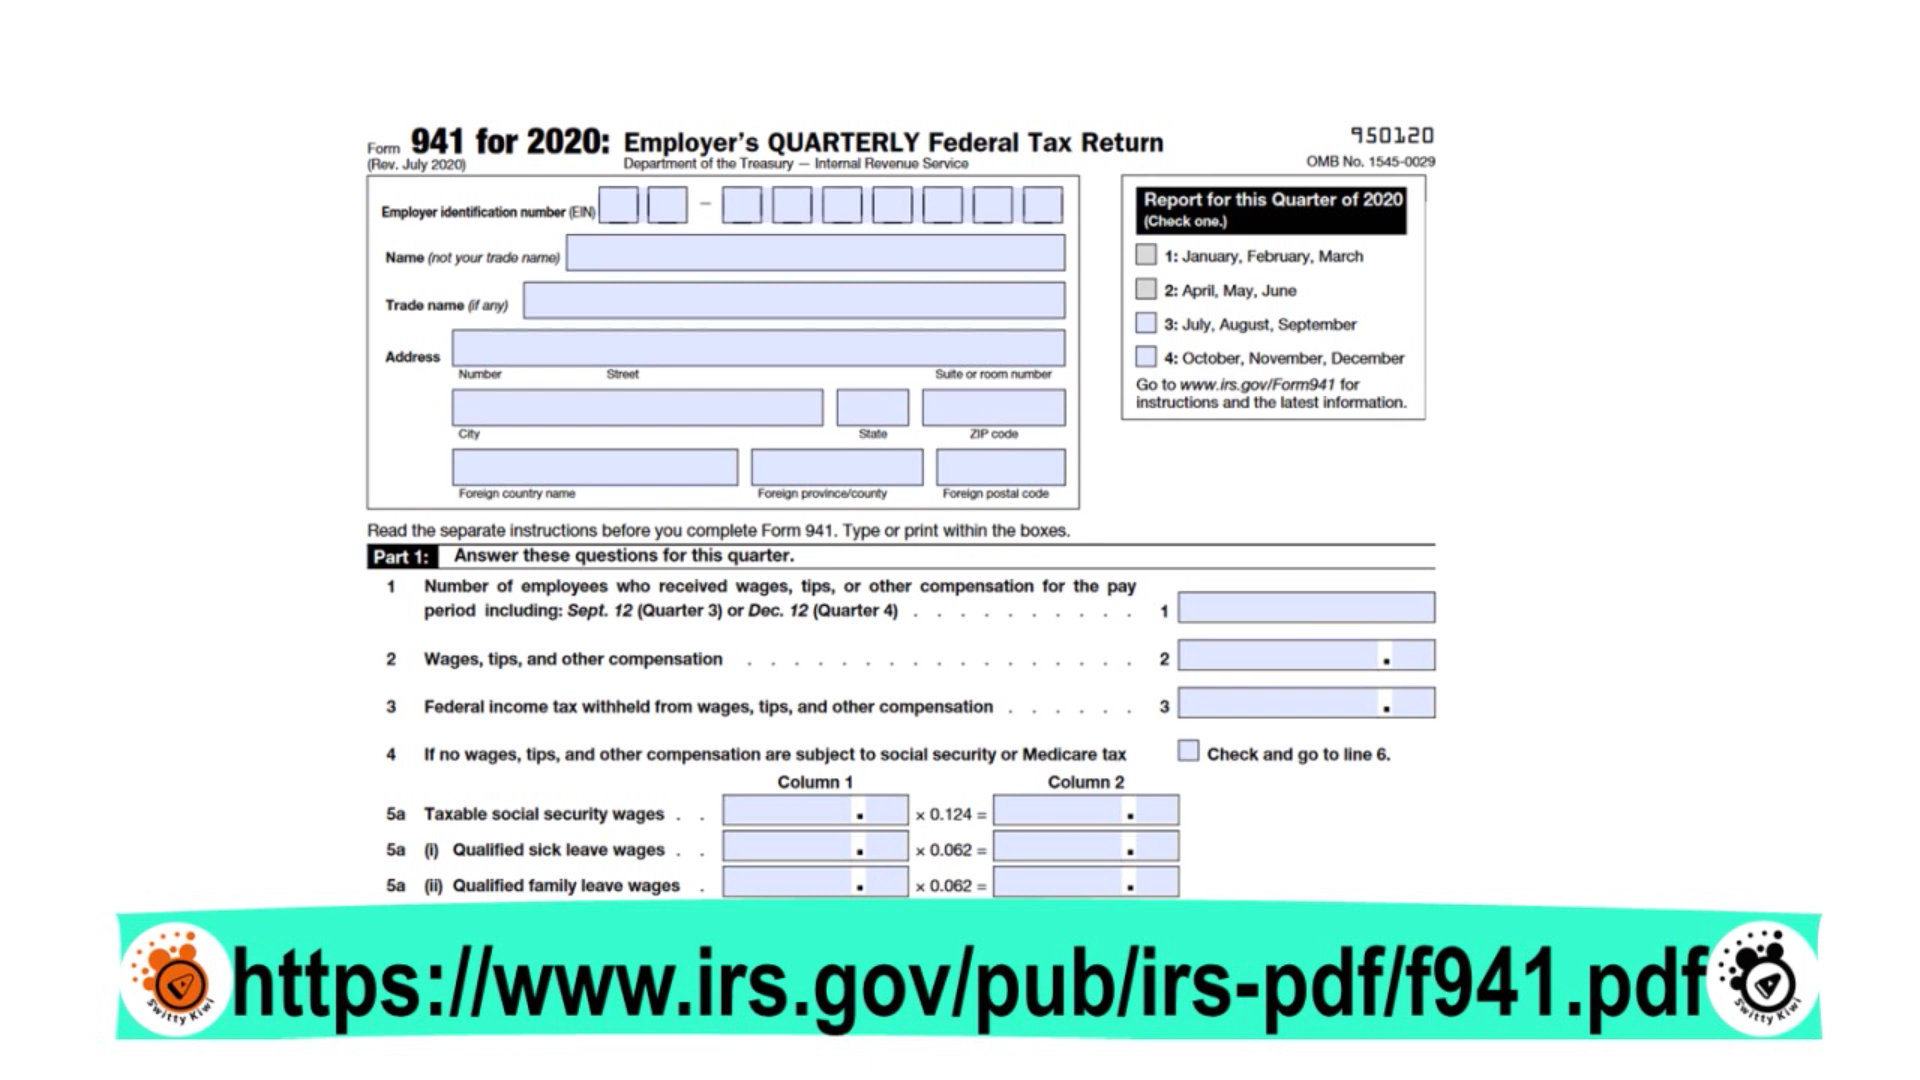 Form 941 for 2020: Employer's QUARTERLY Federal Tax Return
(Rev. July 2020) Department of the Treasury — Internal Revenue Service
950120
OMB No. 1545-0029
Employer identification number (EIN) –
Name (not your trade name)
Trade name (if any)
Address
Number Street Suite or room number
City State ZIP code
Foreign country name Foreign province/county Foreign postal code
Report for this Quarter of 2020
(Check one.)
1: January, February, March
2: April, May, June
3: July, August, September
4: October, November, December
Go to www.irs.gov/Form941 for
instructions and the latest information.
Read the separate instructions before you complete Form 941. Type or print within the boxes.
Part 1: Answer these questions for this quarter.
1 Number of employees who received wages, tips, or other compensation for the pay
period including: Sept. 12 (Quarter 3) or Dec. 12 (Quarter 4) . . . . . . . . . . 1
2 Wages, tips, and other compensation . . . . . . . . . . . . . . . . . 2 .
3 Federal income tax withheld from wages, tips, and other compensation . . . . . . 3 .
4 If no wages, tips, and other compensation are subject to social security or Medicare tax Check and go to line 6.
Column 1 Column 2
5a Taxable social security wages . . . × 0.124 = .
5a (i) Qualified sick leave wages . . . × 0.062 = .
5a (ii) Qualified family leave wages . . × 0.062 = .
https://www.irs.gov/pub/irs-pdf/f941.pdf
Switty Kiwi
Switty Kiwi